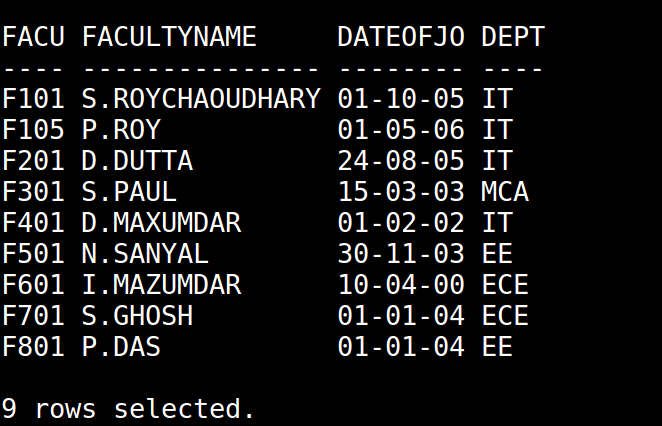 FACU FACULTYNAME     DATEOFJO DEPT
---- --------------- -------- ----
F101 S.ROYCHAOUDHARY 01-10-05 IT
F105 P.ROY           01-05-06 IT
F201 D.DUTTA         24-08-05 IT
F301 S.PAUL          15-03-03 MCA
F401 D.MAXUMDAR      01-02-02 IT
F501 N.SANYAL        30-11-03 EE
F601 I.MAZUMDAR      10-04-00 ECE
F701 S.GHOSH         01-01-04 ECE
F801 P.DAS           01-01-04 EE
9 rows selected.